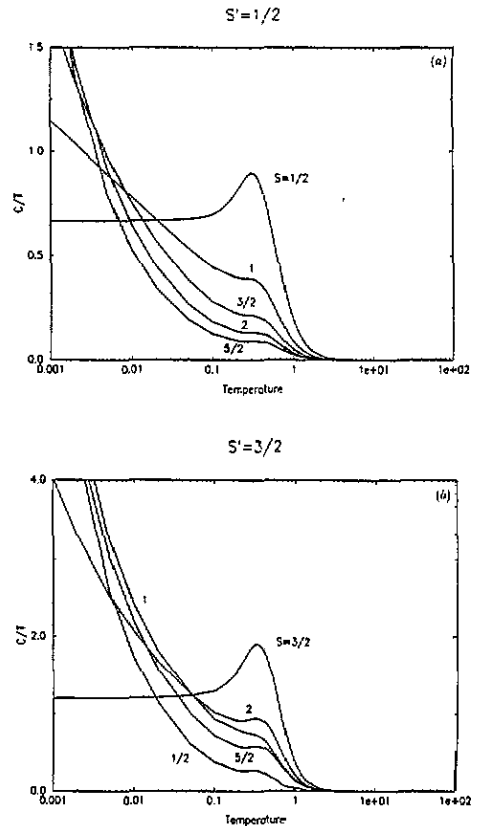 S'=1/2
(a)
1.5
1.0
0.5
0.0
C/T
S=1/2
1
3/2
2
5/2
0.001 0.01 0.1 1 1e+01 1e+02
Temperature
S'=3/2
(b)
4.0
2.0
0.0
C/T
1
S=3/2
2
5/2
1/2
0.001 0.01 0.1 1 1e+01 1e+02
Temperature